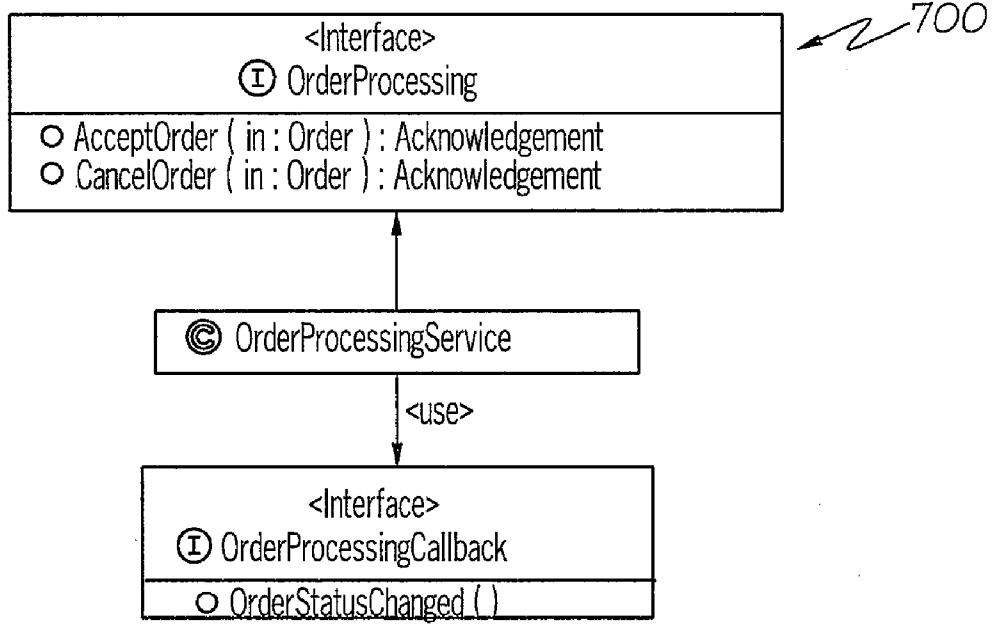 700
<Interface>
I OrderProcessing
AcceptOrder ( in : Order ) : Acknowledgement
CancelOrder ( in : Order ) : Acknowledgement
C OrderProcessingService
<use>
<Interface>
I OrderProcessingCallback
OrderStatusChanged ( )